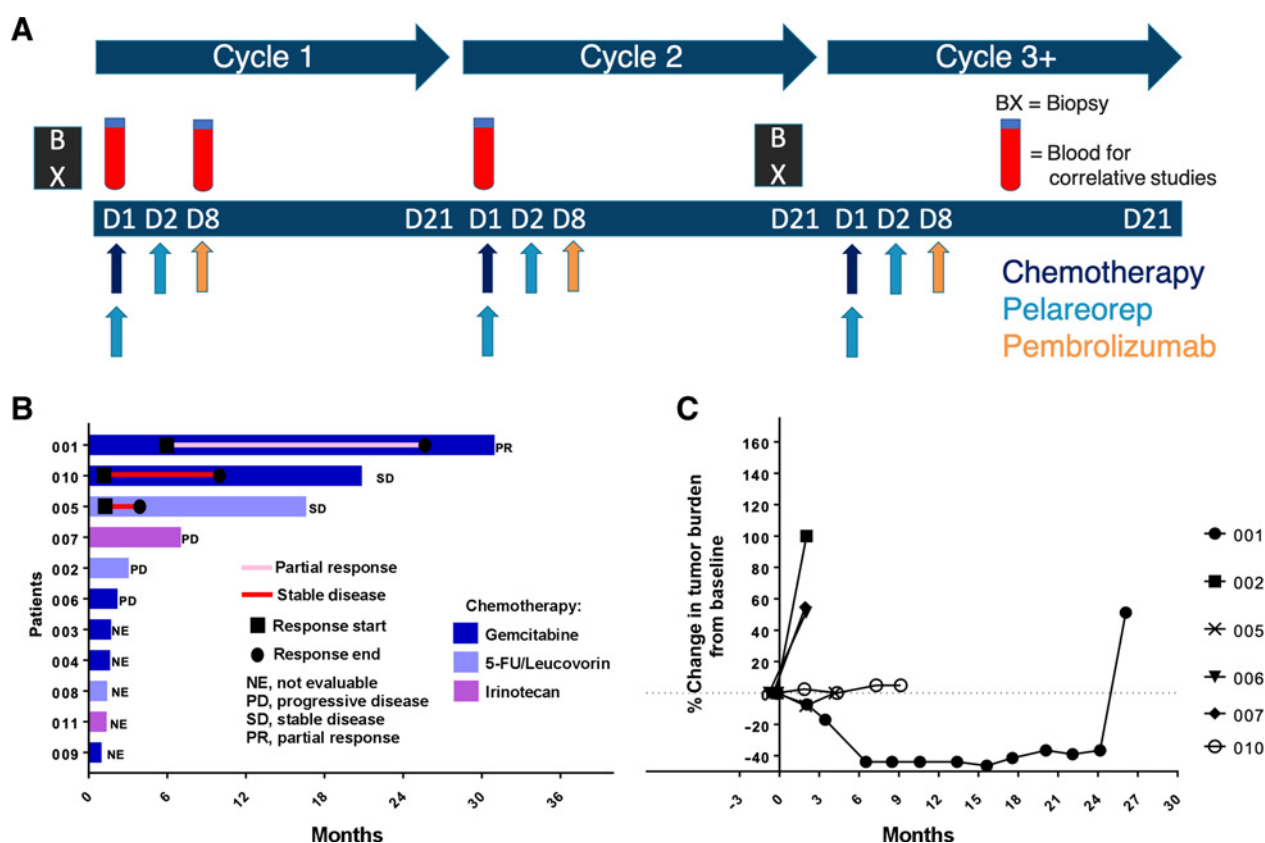 A
Cycle 1
Cycle 2
Cycle 3+
BX = Biopsy
B
X
B
X
= Blood for
correlative studies
D1 D2 D8 D21 D1 D2 D8 D21 D1 D2 D8 D21
Chemotherapy
Pelareorep
Pembrolizumab
B
Patients
001
PR
010
SD
005
SD
007
PD
002
PD
006
PD
003
NE
004
NE
008
NE
011
NE
009
NE
Partial response
Stable disease
Response start
Response end
NE, not evaluable
PD, progressive disease
SD, stable disease
PR, partial response
Chemotherapy:
Gemcitabine
5-FU/Leucovorin
Irinotecan
0 6 12 18 24 30 36
Months
C
% Change in tumor burden
from baseline
160
140
120
100
80
60
40
20
0
-20
-40
-3 0 3 6 9 12 15 18 21 24 27 30
Months
001
002
005
006
007
010